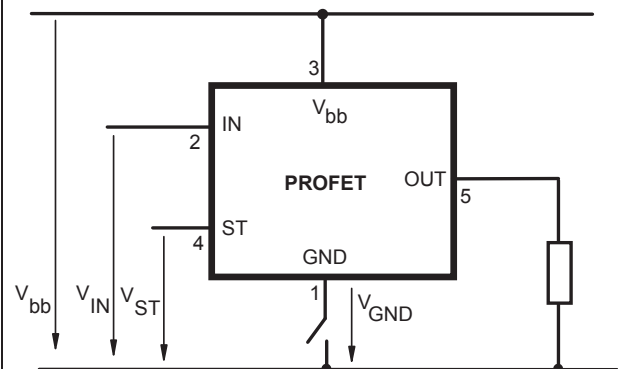 3
V_bb
IN
2
PROFET
OUT
5
ST
4
GND
1
V_bb
V_IN
V_ST
V_GND